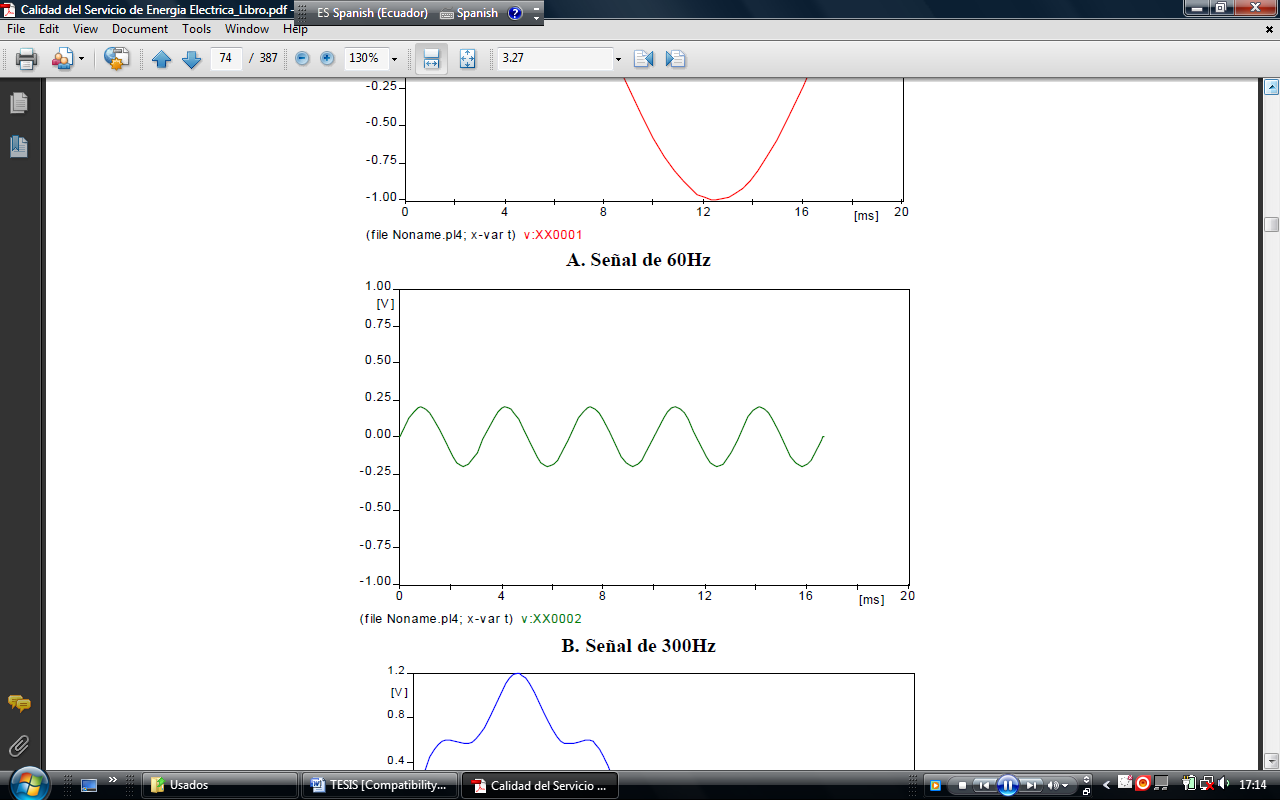 Calidad del Servicio de Energia Electrica_Libro.pdf -
ES Spanish (Ecuador) Spanish ?
File Edit View Document Tools Window Help
74 / 387 130% 3.27
-0.25
-0.50
-0.75
-1.00
0 4 8 12 16 [ms] 20
(file Noname.pl4; x-var t) v:XX0001
A. Señal de 60Hz
1.00
[V]
0.75
0.50
0.25
0.00
-0.25
-0.50
-0.75
-1.00
0 4 8 12 16 [ms] 20
(file Noname.pl4; x-var t) v:XX0002
B. Señal de 300Hz
1.2
[V]
0.8
0.4
Usados TESIS [Compatibility... Calidad del Servicio ... 17:14